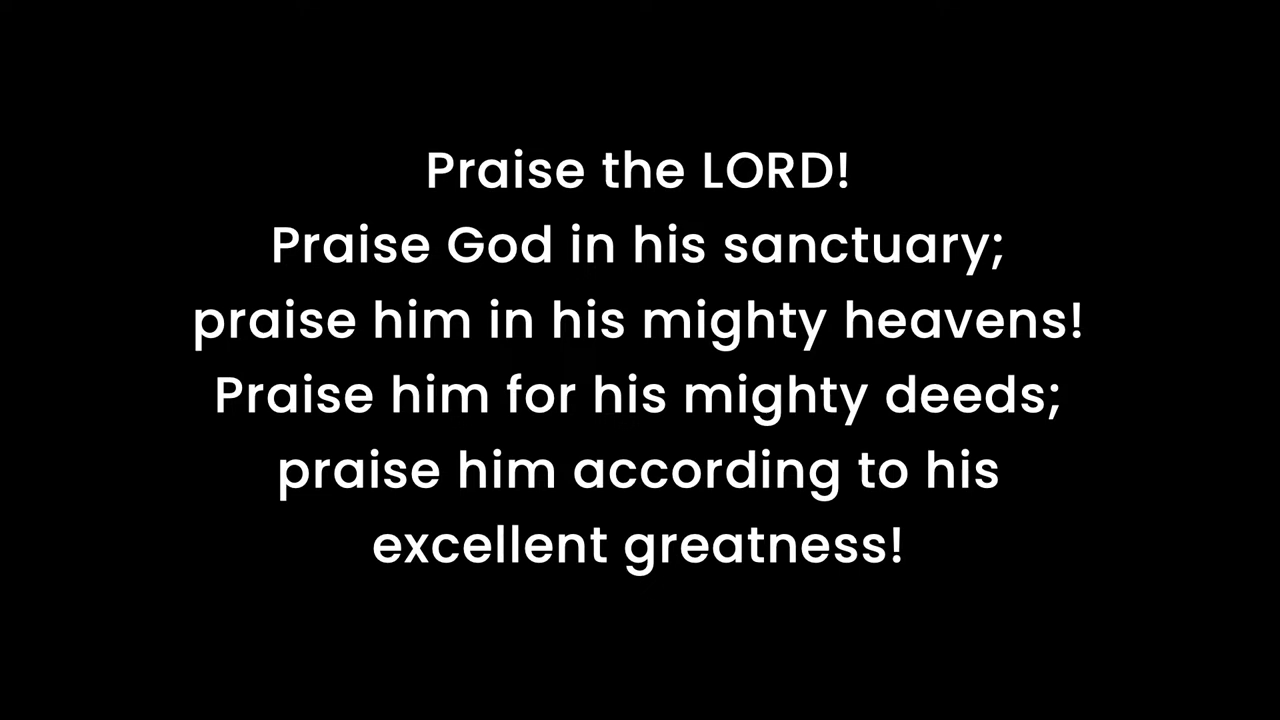 Praise the LORD!
Praise God in his sanctuary;
praise him in his mighty heavens!
Praise him for his mighty deeds;
praise him according to his
excellent greatness!